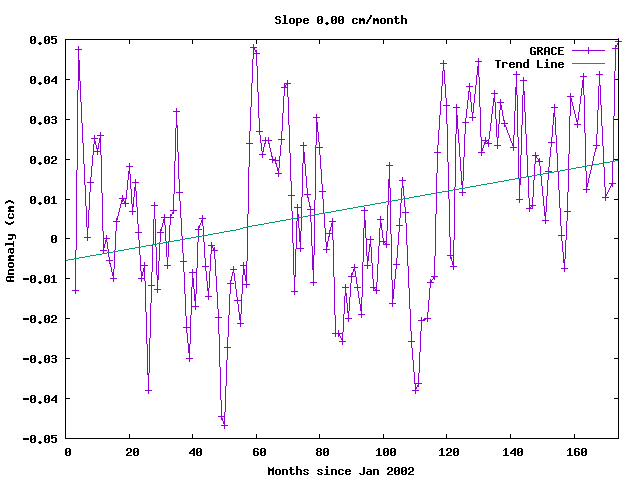 Slope 0.00 cm/month
GRACE
Trend Line
Anomaly (cm)
0.05
0.04
0.03
0.02
0.01
0
-0.01
-0.02
-0.03
-0.04
-0.05
0 20 40 60 80 100 120 140 160
Months since Jan 2002